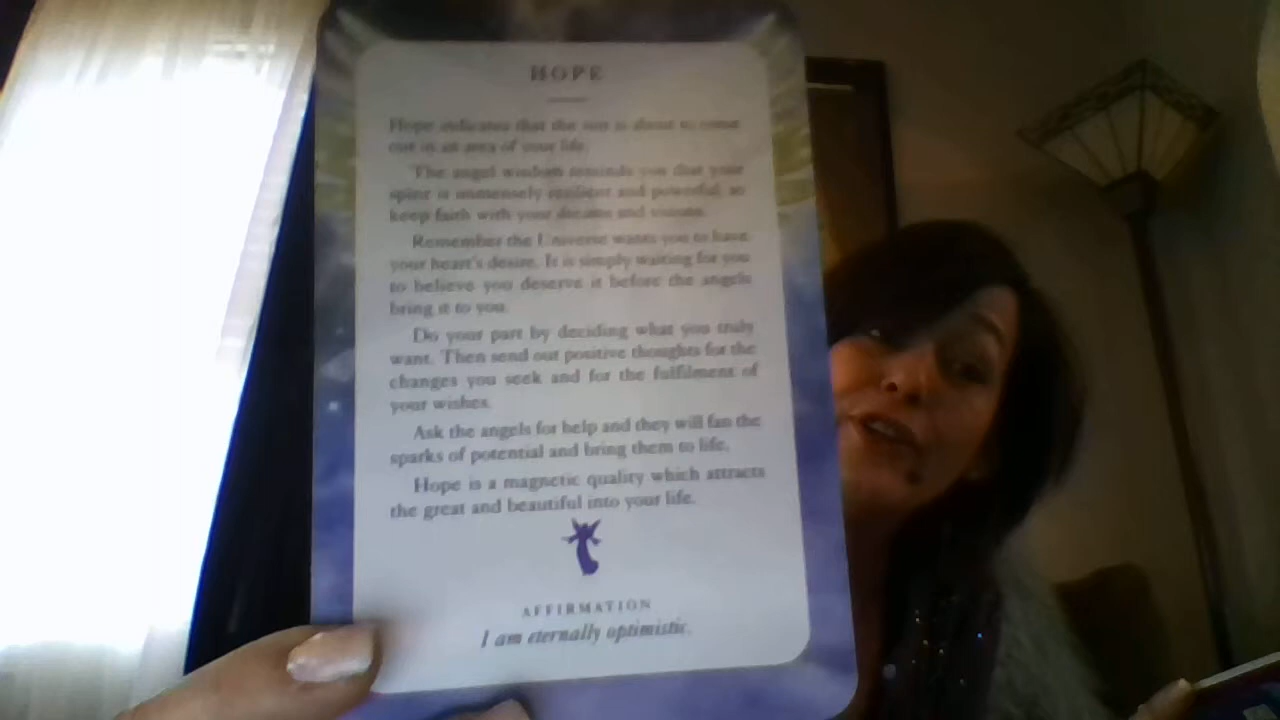 HOPE
Hope indicates that the sun is about to come
out in an area of your life.
The angel wisdom reminds you that your
spirit is immensely resilient and powerful, so
keep faith with your dreams and visions.
Remember the Universe wants you to have
your heart's desire. It is simply waiting for you
to believe you deserve it before the angels
bring it to you.
Do your part by deciding what you truly
want. Then send out positive thoughts for the
changes you seek and for the fulfilment of
your wishes.
Ask the angels for help and they will fan the
sparks of potential and bring them to life.
Hope is a magnetic quality which attracts
the great and beautiful into your life.
AFFIRMATION
I am eternally optimistic.